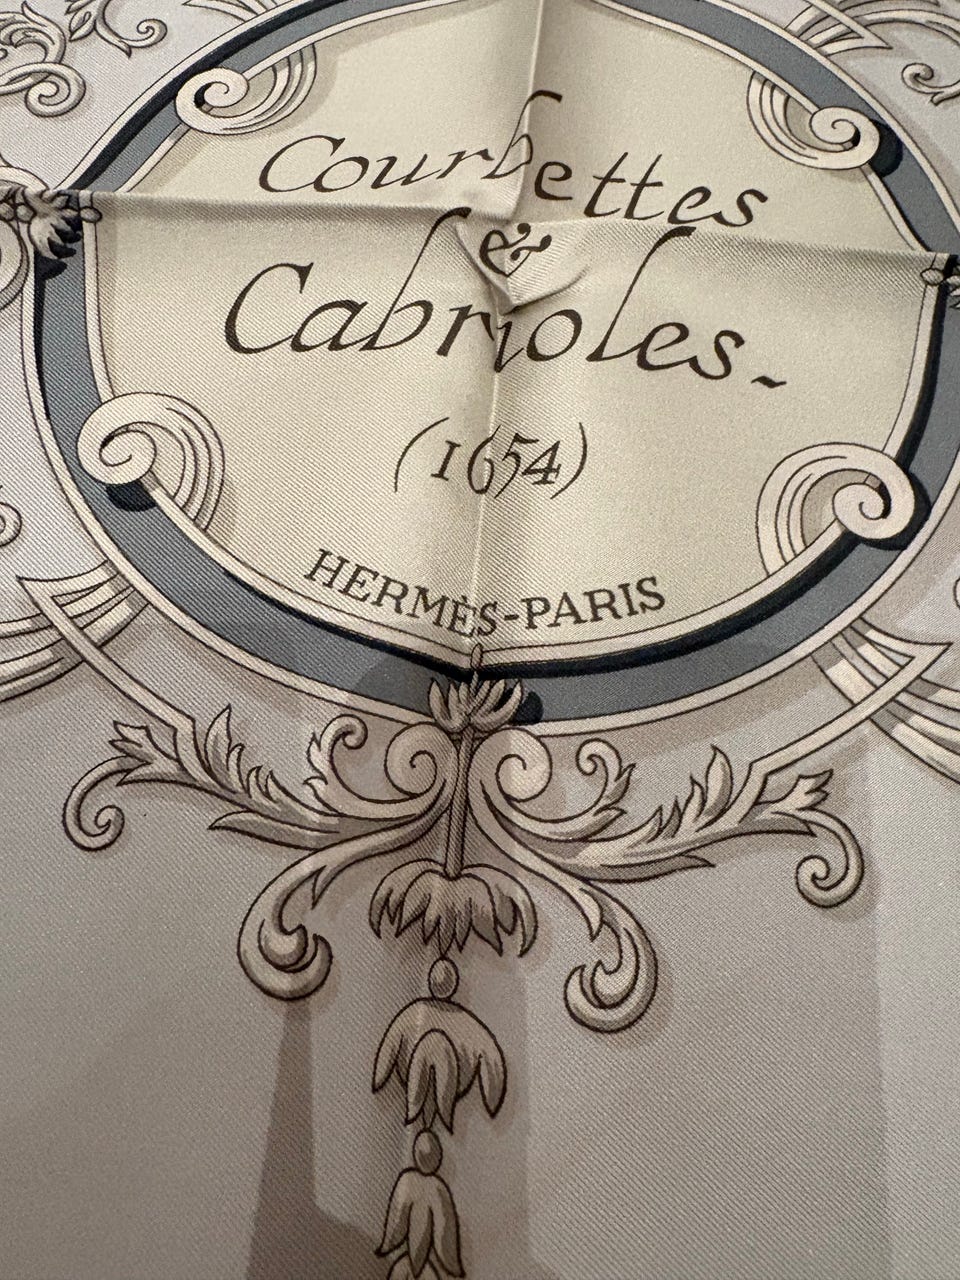 Courbettes
&
Cabrioles-
(1654)
HERMÈS-PARIS